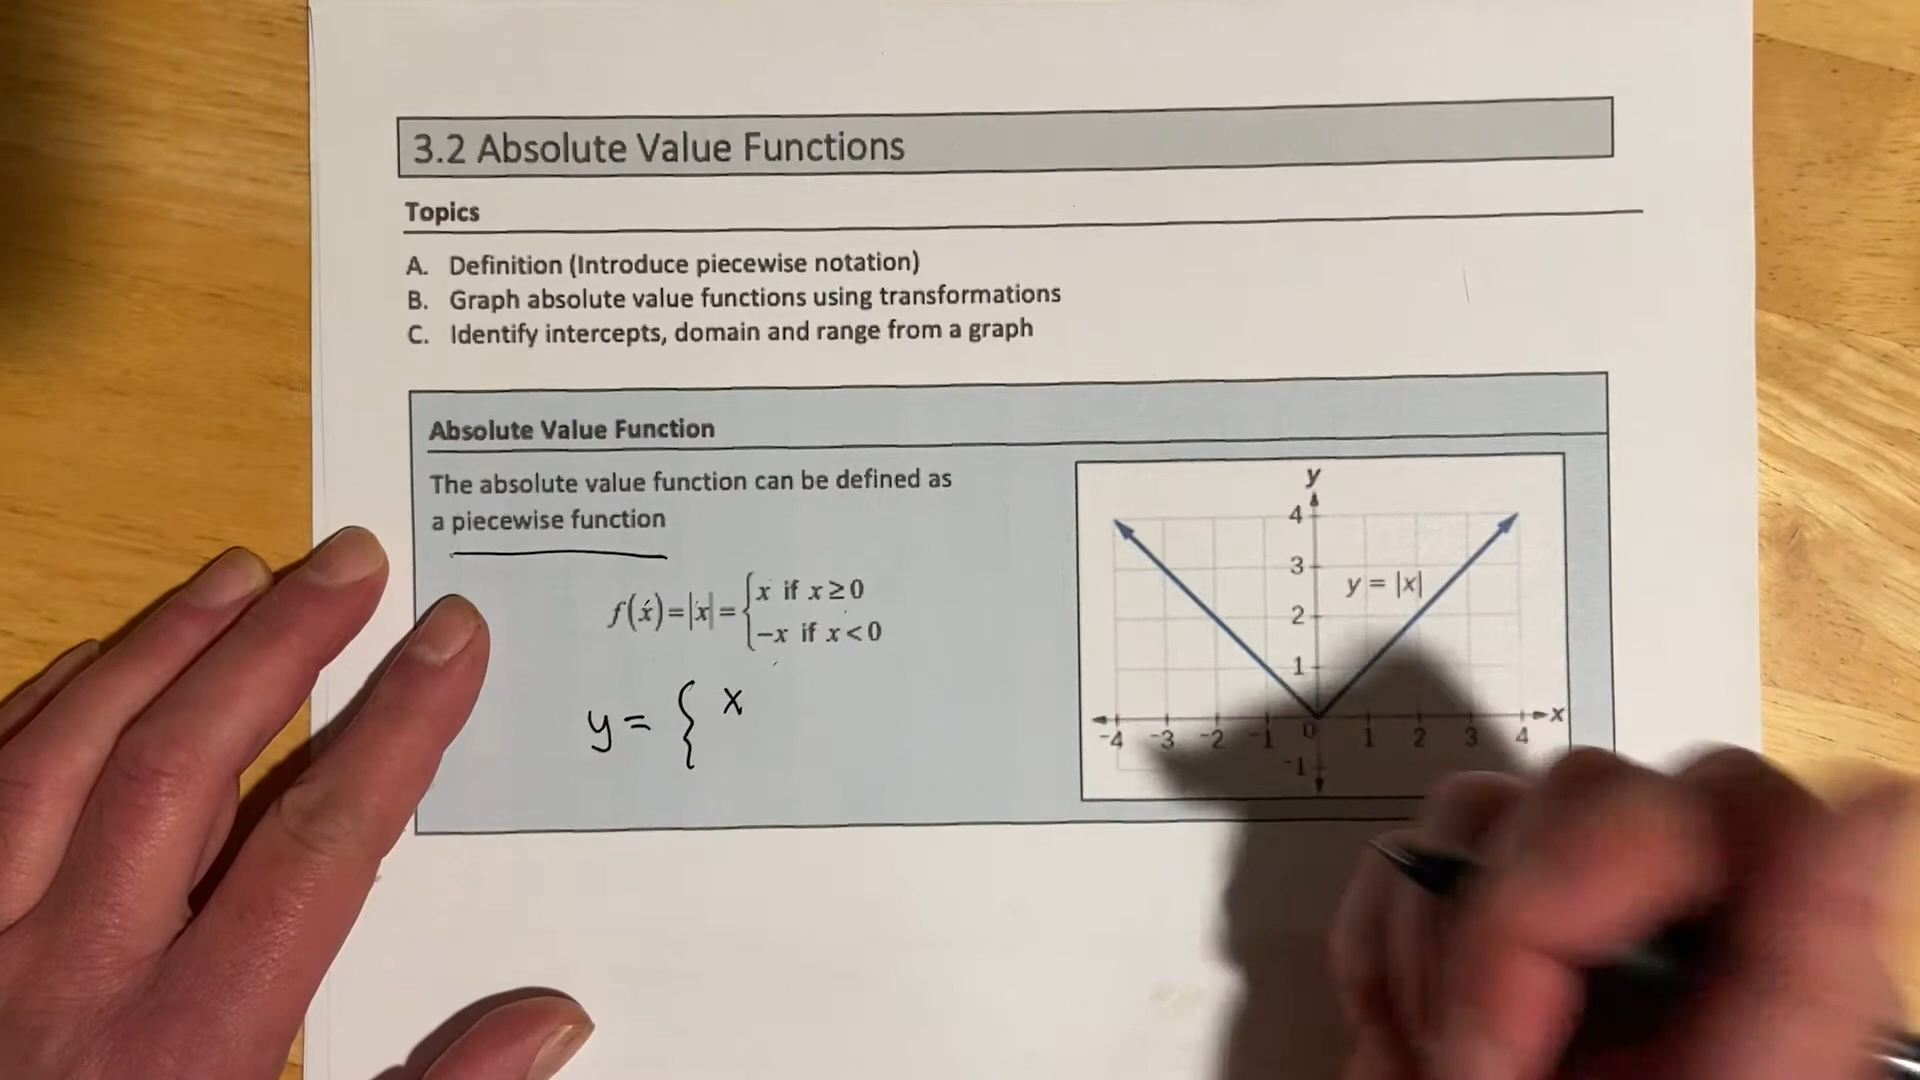 3.2 Absolute Value Functions
Topics
A. Definition (Introduce piecewise notation)
B. Graph absolute value functions using transformations
C. Identify intercepts, domain and range from a graph
Absolute Value Function
The absolute value function can be defined as
a piecewise function
f(x)=|x|={x if x≥0
-x if x<0
y={ x
y
4
3
y = |x|
2
1
x
-4 -3 -2 -1 0 1 2 3 4
-1